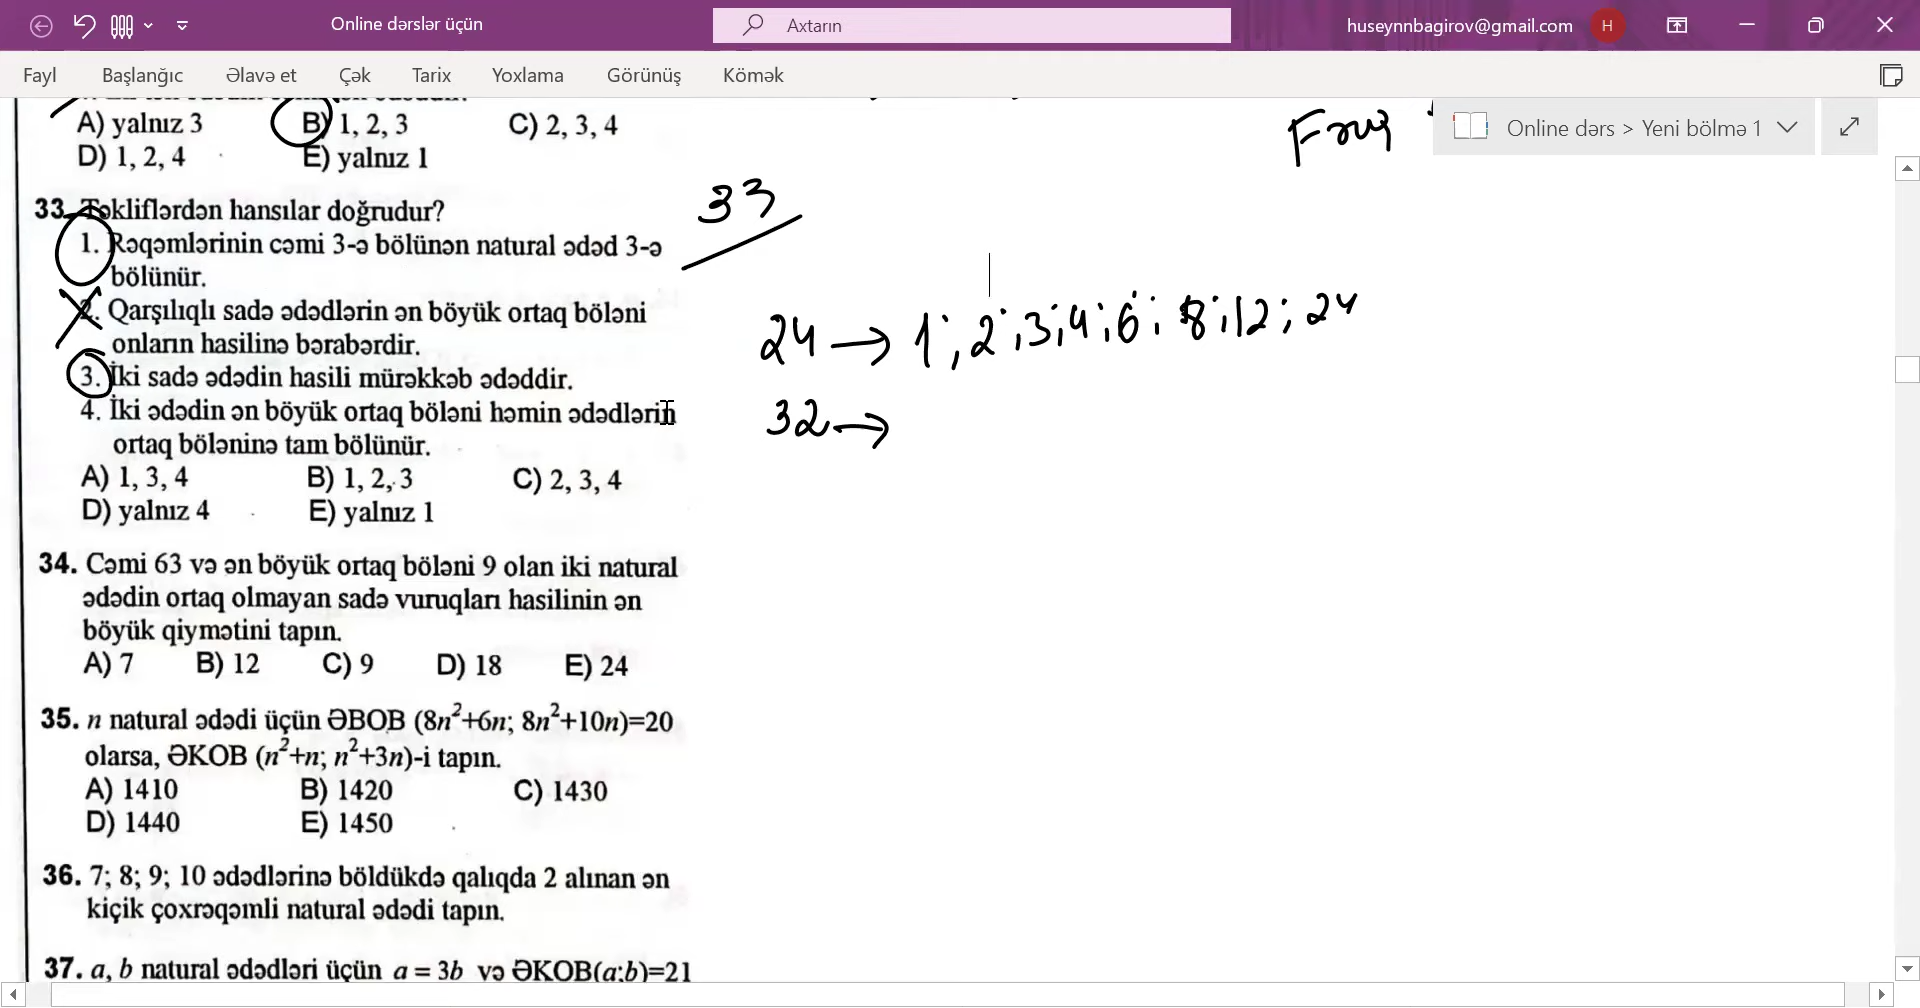 Online dərslər üçün
Axtarın
huseynnbagirov@gmail.com
H
Fayl Başlanğıc Əlavə et Çək Tarix Yoxlama Görünüş Kömək
Online dərs > Yeni bölmə 1
A) yalnız 3 B) 1, 2, 3 C) 2, 3, 4
D) 1, 2, 4 E) yalnız 1
33. Təkliflərdən hansılar doğrudur?
1. Rəqəmlərinin cəmi 3-ə bölünən natural ədəd 3-ə
bölünür.
2. Qarşılıqlı sadə ədədlərin ən böyük ortaq böləni
onların hasilinə bərabərdir.
3. İki sadə ədədin hasili mürəkkəb ədəddir.
4. İki ədədin ən böyük ortaq böləni həmin ədədlərin
ortaq böləninə tam bölünür.
A) 1, 3, 4 B) 1, 2, 3 C) 2, 3, 4
D) yalnız 4 E) yalnız 1
34. Cəmi 63 və ən böyük ortaq böləni 9 olan iki natural
ədədin ortaq olmayan sadə vuruqları hasilinin ən
böyük qiymətini tapın.
A) 7 B) 12 C) 9 D) 18 E) 24
35. n natural ədədi üçün ƏBOB (8n²+6n; 8n²+10n)=20
olarsa, ƏKOB (n²+n; n²+3n)-i tapın.
A) 1410 B) 1420 C) 1430
D) 1440 E) 1450
36. 7; 8; 9; 10 ədədlərinə böldükdə qalıqda 2 alınan ən
kiçik çoxrəqəmli natural ədədi tapın.
37. a, b natural ədədləri üçün a = 3b və ƏKOB(a;b)=21
33
24 → 1; 2; 3; 4; 6; 8; 12; 24
32 →